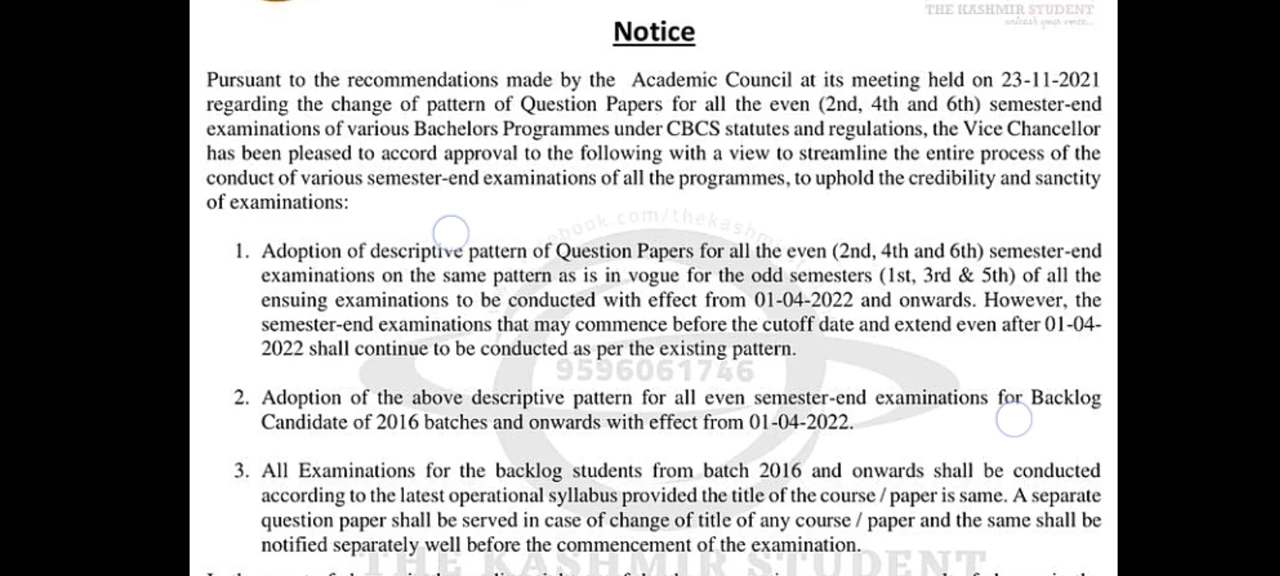 THE KASHMIR STUDENT
unleash your voice...
Notice
Pursuant to the recommendations made by the Academic Council at its meeting held on 23-11-2021
regarding the change of pattern of Question Papers for all the even (2nd, 4th and 6th) semester-end
examinations of various Bachelors Programmes under CBCS statutes and regulations, the Vice Chancellor
has been pleased to accord approval to the following with a view to streamline the entire process of the
conduct of various semester-end examinations of all the programmes, to uphold the credibility and sanctity
of examinations:
ebook.com/thekashm
1. Adoption of descriptive pattern of Question Papers for all the even (2nd, 4th and 6th) semester-end
examinations on the same pattern as is in vogue for the odd semesters (1st, 3rd & 5th) of all the
ensuing examinations to be conducted with effect from 01-04-2022 and onwards. However, the
semester-end examinations that may commence before the cutoff date and extend even after 01-04-
2022 shall continue to be conducted as per the existing pattern.
9596061746
2. Adoption of the above descriptive pattern for all even semester-end examinations for Backlog
Candidate of 2016 batches and onwards with effect from 01-04-2022.
3. All Examinations for the backlog students from batch 2016 and onwards shall be conducted
according to the latest operational syllabus provided the title of the course / paper is same. A separate
question paper shall be served in case of change of title of any course / paper and the same shall be
notified separately well before the commencement of the examination.
THE KASHMIR STUDENT